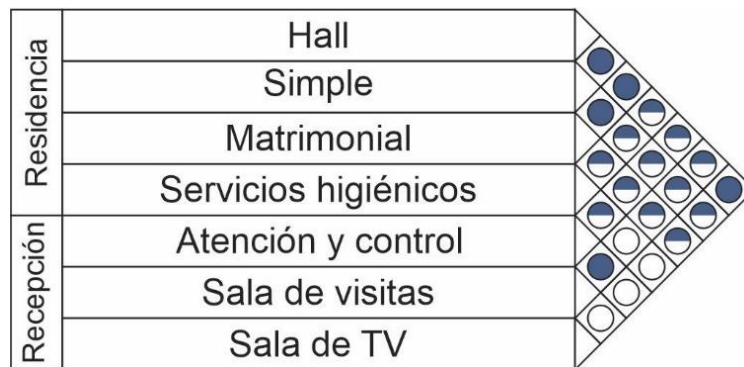 Residencia
Hall
Simple
Matrimonial
Servicios higiénicos
Recepción
Atención y control
Sala de visitas
Sala de TV